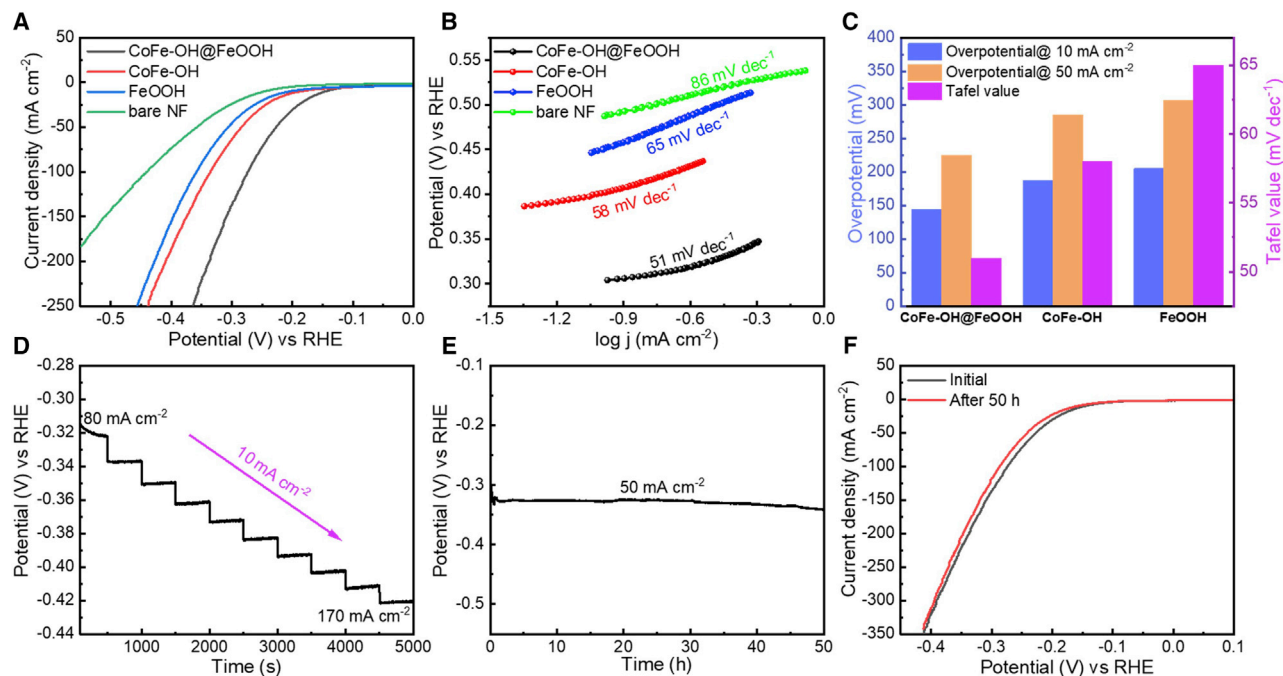 A
CoFe-OH@FeOOH
CoFe-OH
FeOOH
bare NF
50
0
-50
-100
-150
-200
-250
-0.5
-0.4
-0.3
-0.2
-0.1
0.0
Current density (mA cm⁻²)
Potential (V) vs RHE
B
CoFe-OH@FeOOH
CoFe-OH
FeOOH
bare NF
86 mV dec⁻¹
65 mV dec⁻¹
58 mV dec⁻¹
51 mV dec⁻¹
0.60
0.55
0.50
0.45
0.40
0.35
0.30
-1.5
-1.2
-0.9
-0.6
-0.3
0.0
Potential (V) vs RHE
log j (mA cm⁻²)
C
Overpotential@ 10 mA cm⁻²
Overpotential@ 50 mA cm⁻²
Tafel value
400
350
300
250
200
150
100
50
0
65
60
55
50
Overpotential (mV)
Tafel value (mV dec⁻¹)
CoFe-OH@FeOOH
CoFe-OH
FeOOH
D
80 mA cm⁻²
10 mA cm⁻²
170 mA cm⁻²
-0.28
-0.30
-0.32
-0.34
-0.36
-0.38
-0.40
-0.42
-0.44
1000
2000
3000
4000
5000
Potential (V) vs RHE
Time (s)
E
50 mA cm⁻²
-0.1
-0.2
-0.3
-0.4
-0.5
0
10
20
30
40
50
Potential (V) vs RHE
Time (h)
F
Initial
After 50 h
50
0
-50
-100
-150
-200
-250
-300
-350
-0.4
-0.3
-0.2
-0.1
0.0
0.1
Current density (mA cm⁻²)
Potential (V) vs RHE